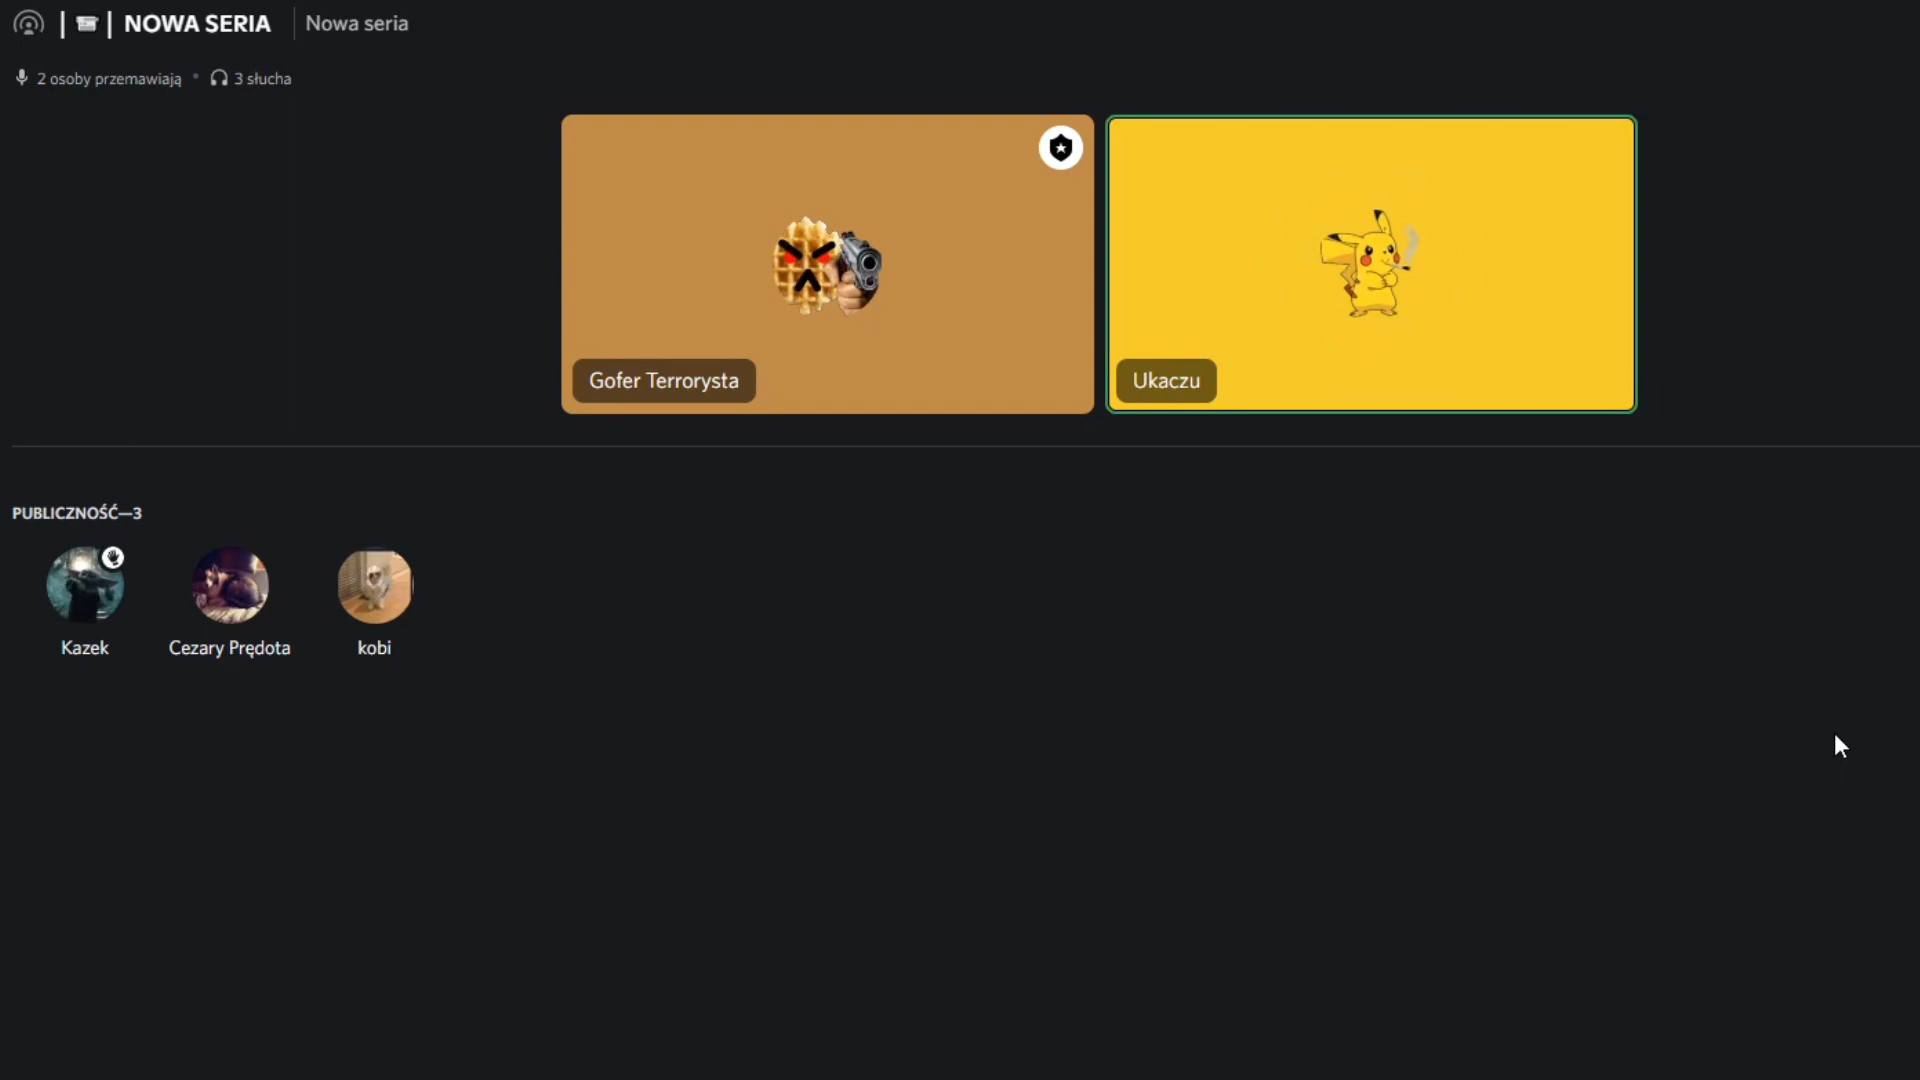 NOWA SERIA Nowa seria
2 osoby przemawiają • 3 słucha
Gofer Terrorysta
Ukaczu
PUBLICZNOŚĆ—3
Kazek
Cezary Prędota
kobi